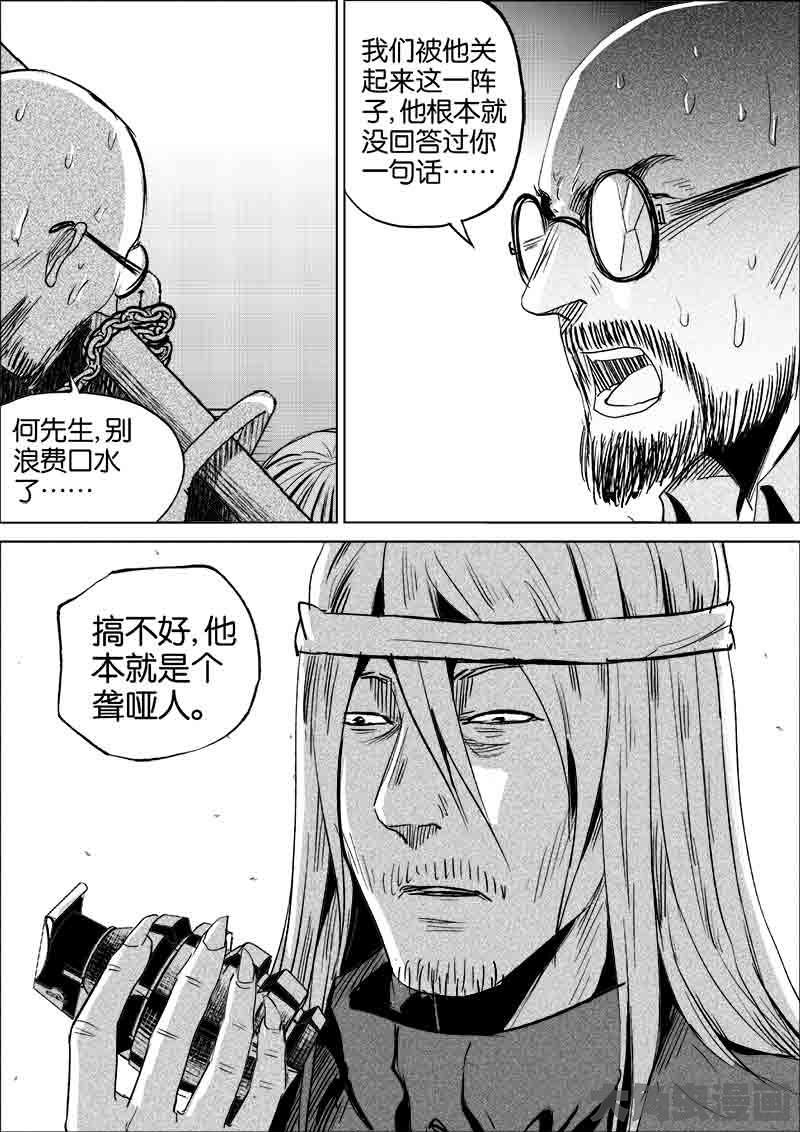 何先生,别
浪费口水
了……
我们被他关
起来这一阵
子,他根本就
没回答过你
一句话……
搞不好,他
本就是个
聋哑人。